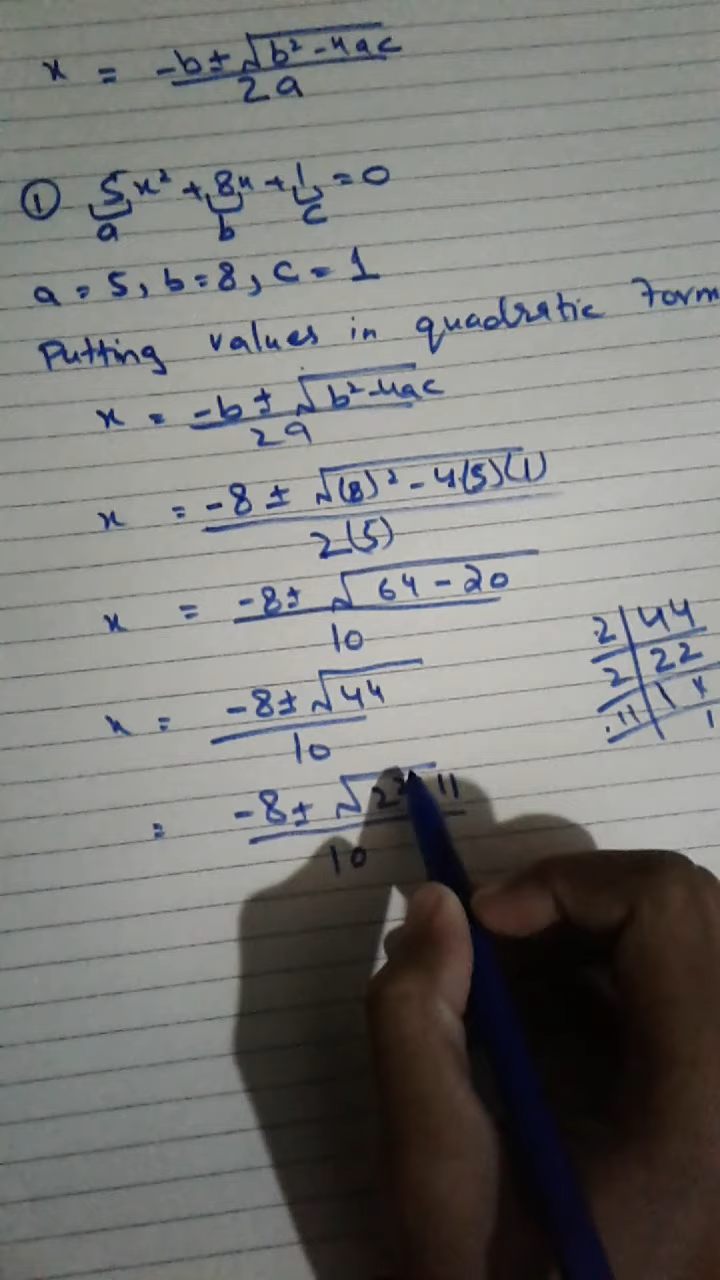 x = -b ± √b² - 4ac
2a
① 5x² + 8x + 1 = 0
a b c
a = 5, b = 8, c = 1
Putting values in quadratic Form
x = -b ± √b² - 4ac
2a
x = -8 ± √(8)² - 4(5)(1)
2(5)
x = -8 ± √64 - 20
10
2 | 44
2 | 22
11 | 11
1
x = -8 ± √44
10
= -8 ± √2² 11
10